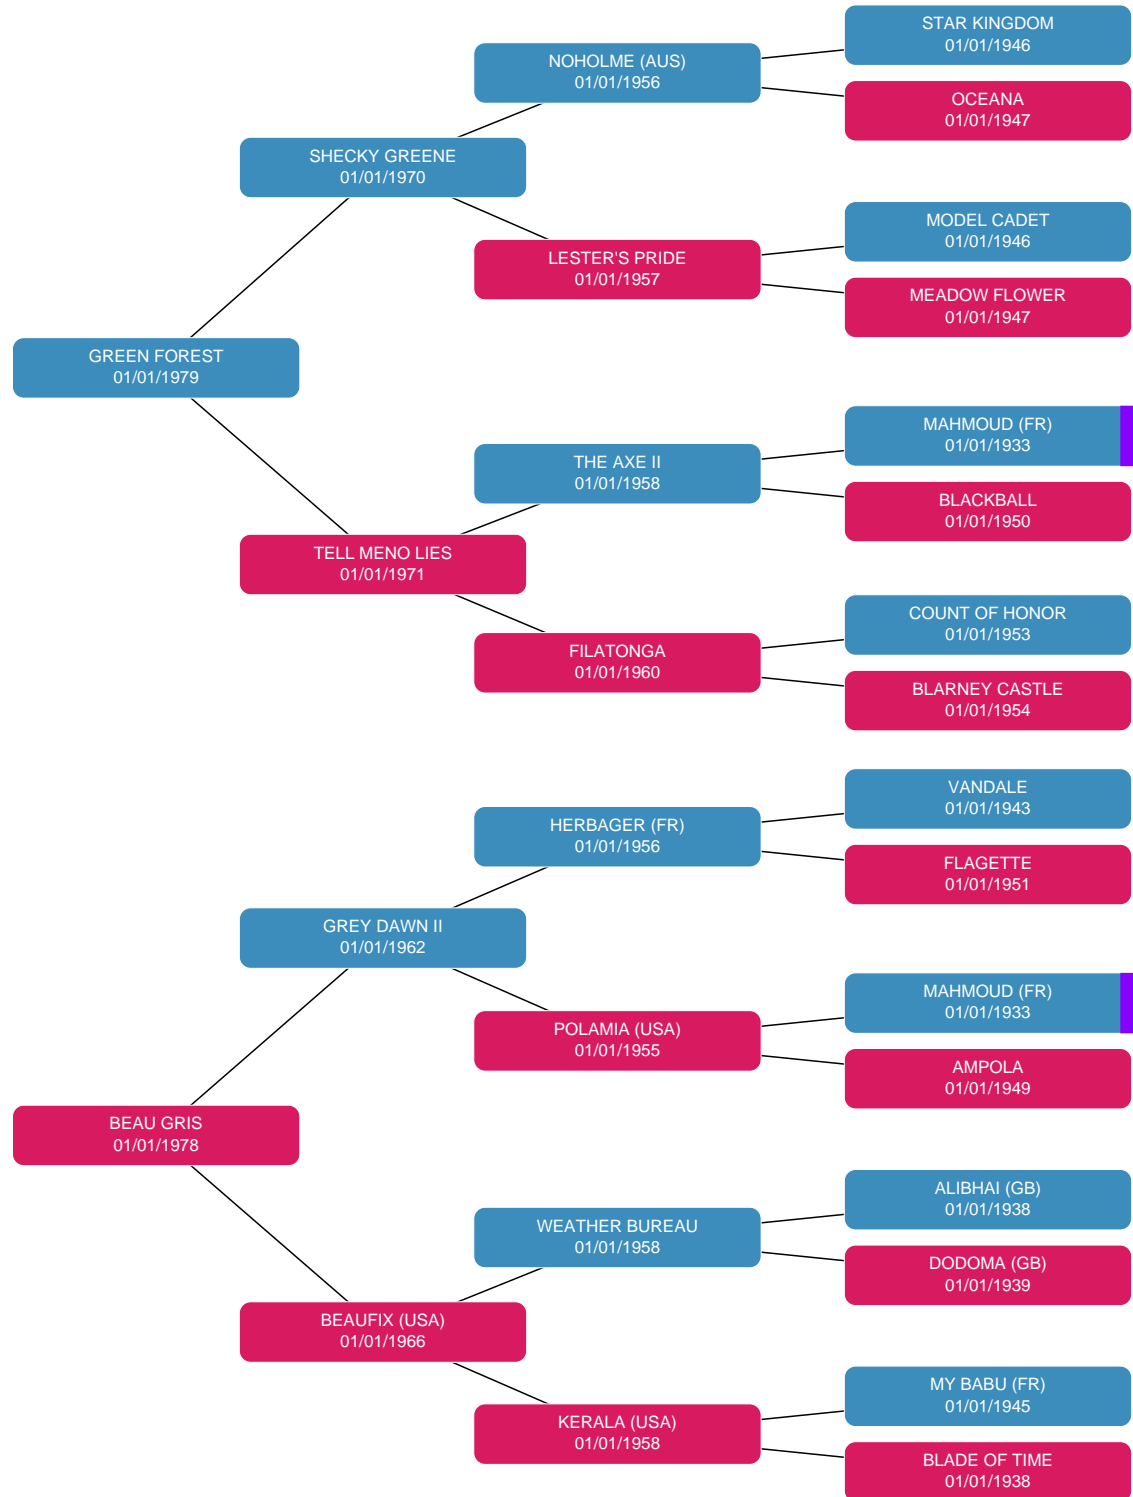 STAR KINGDOM
01/01/1946
NOHOLME (AUS)
01/01/1956
OCEANA
01/01/1947
SHECKY GREENE
01/01/1970
MODEL CADET
01/01/1946
LESTER'S PRIDE
01/01/1957
MEADOW FLOWER
01/01/1947
GREEN FOREST
01/01/1979
MAHMOUD (FR)
01/01/1933
THE AXE II
01/01/1958
BLACKBALL
01/01/1950
TELL MENO LIES
01/01/1971
COUNT OF HONOR
01/01/1953
FILATONGA
01/01/1960
BLARNEY CASTLE
01/01/1954
VANDALE
01/01/1943
HERBAGER (FR)
01/01/1956
FLAGETTE
01/01/1951
GREY DAWN II
01/01/1962
MAHMOUD (FR)
01/01/1933
POLAMIA (USA)
01/01/1955
AMPOLA
01/01/1949
BEAU GRIS
01/01/1978
ALIBHAI (GB)
01/01/1938
WEATHER BUREAU
01/01/1958
DODOMA (GB)
01/01/1939
BEAUFIX (USA)
01/01/1966
MY BABU (FR)
01/01/1945
KERALA (USA)
01/01/1958
BLADE OF TIME
01/01/1938